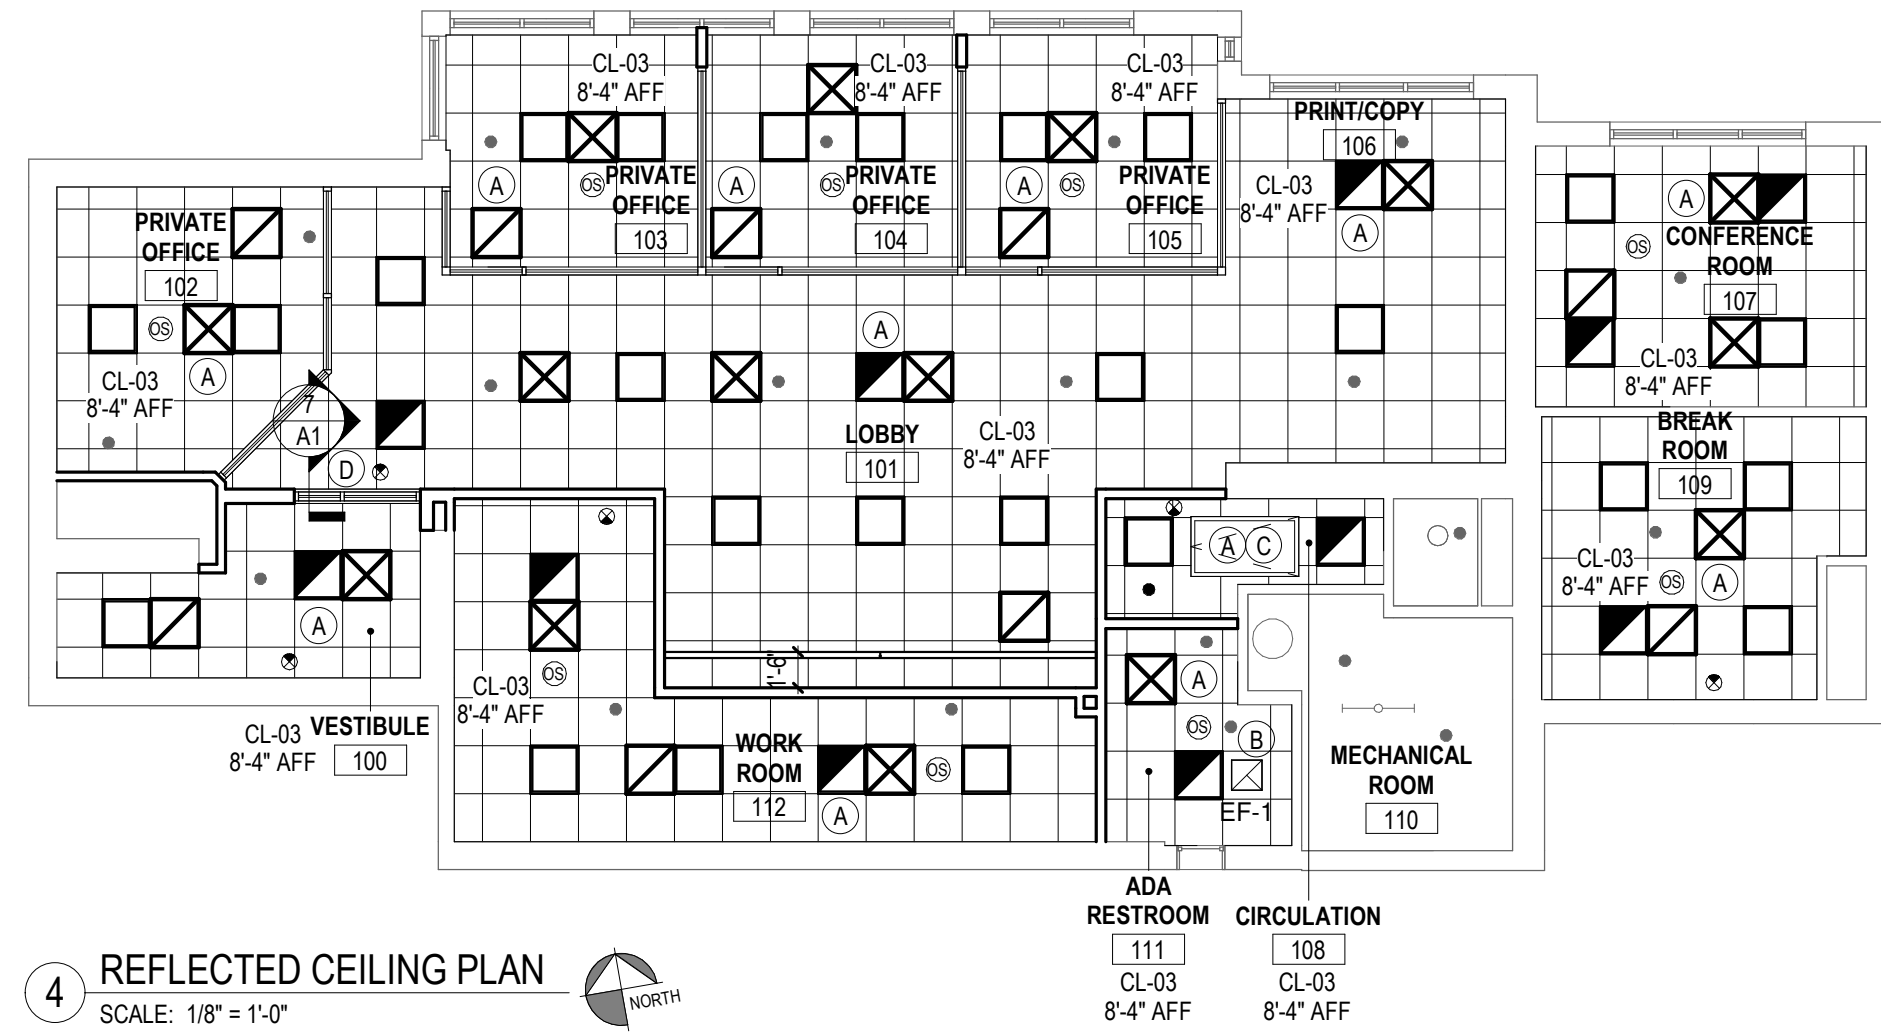 CL-03
8'-4" AFF
A
OS
PRIVATE
OFFICE
103
CL-03
8'-4" AFF
A
OS
PRIVATE
OFFICE
104
CL-03
8'-4" AFF
A
OS
PRIVATE
OFFICE
105
PRINT/COPY
106
CL-03
8'-4" AFF
A
A
OS
CONFERENCE
ROOM
107
CL-03
8'-4" AFF
PRIVATE
OFFICE
102
OS
A
CL-03
8'-4" AFF
7
A1
D
A
LOBBY
101
CL-03
8'-4" AFF
BREAK
ROOM
109
CL-03
8'-4" AFF
OS
A
A
C
A
CL-03
8'-4" AFF
VESTIBULE
100
OS
CL-03
8'-4" AFF
1'-6"
WORK
ROOM
112
A
OS
A
OS
B
EF-1
MECHANICAL
ROOM
110
ADA
RESTROOM
111
CL-03
8'-4" AFF
CIRCULATION
108
CL-03
8'-4" AFF
4
REFLECTED CEILING PLAN
SCALE: 1/8" = 1'-0"
NORTH